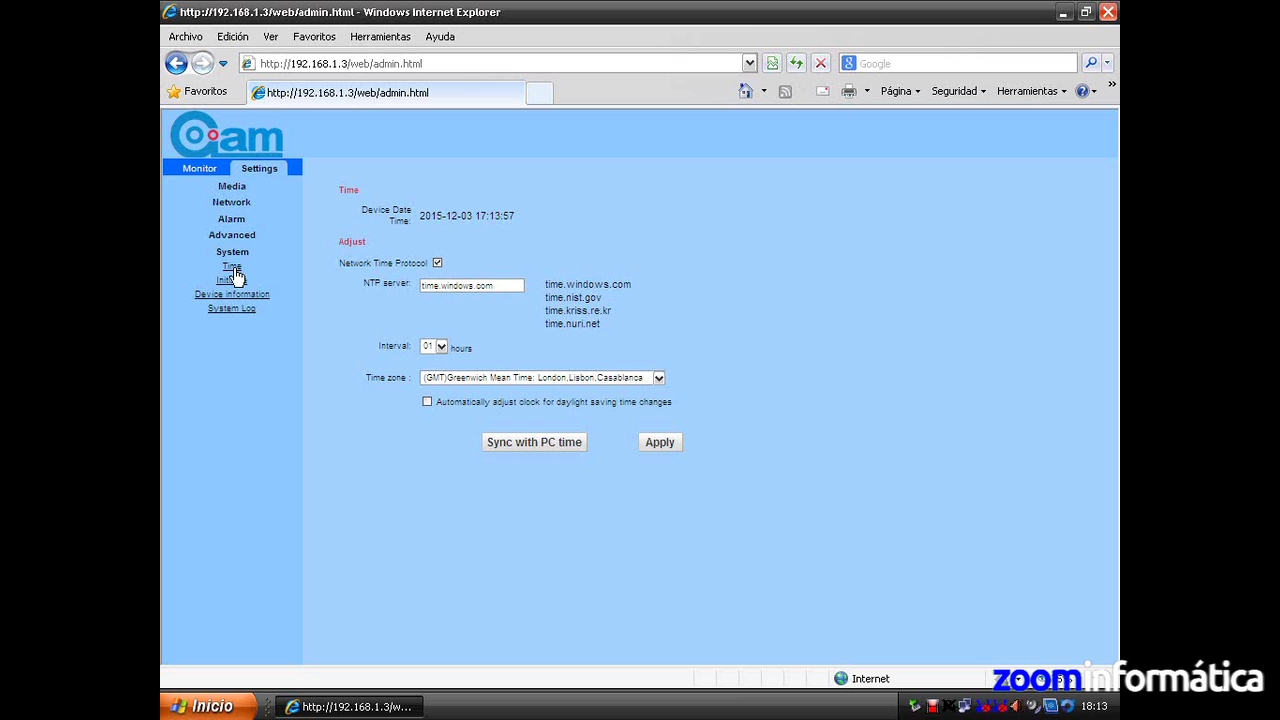 http://192.168.1.3/web/admin.html - Windows Internet Explorer
Archivo Edición Ver Favoritos Herramientas Ayuda
http://192.168.1.3/web/admin.html
Google
Favoritos
http://192.168.1.3/web/admin.html
Página
Seguridad
Herramientas
am
Monitor
Settings
Media
Network
Alarm
Advanced
System
Time
Device information
System Log
Time
Device Date
Time:
2015-12-03 17:13:57
Adjust
Network Time Protocol
NTP server:
time.windows.com
time.windows.com
time.nist.gov
time.kriss.re.kr
time.nuri.net
Interval:
01
hours
Time zone :
(GMT)Greenwich Mean Time: London,Lisbon,Casablanca
Automatically adjust clock for daylight saving time changes
Sync with PC time
Apply
Internet
zoominformática
Inicio
http://192.168.1.3/w...
18:13